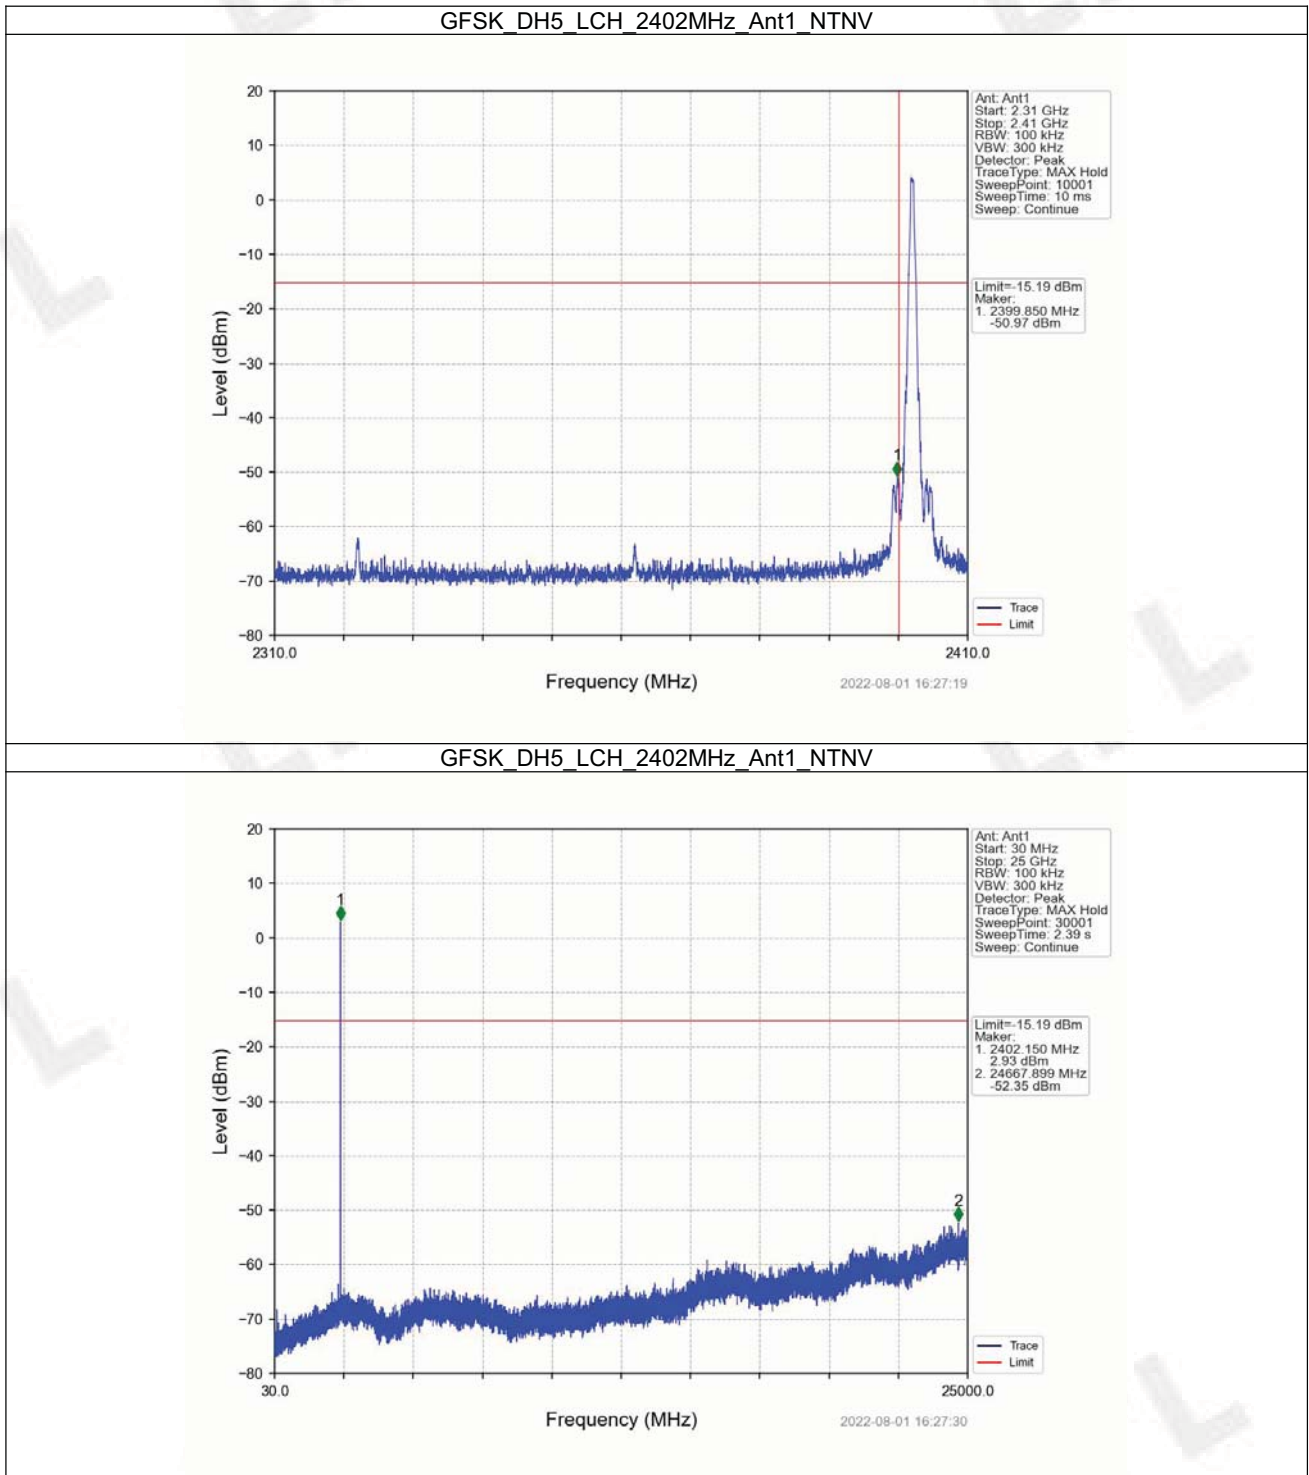 GFSK_DH5_LCH_2402MHz_Ant1_NTNV
20
10
0
−10
−20
−30
−40
−50
−60
−70
−80
Level (dBm)
1
2310.0
2410.0
Frequency (MHz)
2022-08-01 16:27:19
Ant: Ant1
Start: 2.31 GHz
Stop: 2.41 GHz
RBW: 100 kHz
VBW: 300 kHz
Detector: Peak
TraceType: MAX Hold
SweepPoint: 10001
SweepTime: 10 ms
Sweep: Continue
Limit=-15.19 dBm
Maker:
1. 2399.850 MHz
-50.97 dBm
Trace
Limit
GFSK_DH5_LCH_2402MHz_Ant1_NTNV
20
10
0
−10
−20
−30
−40
−50
−60
−70
−80
Level (dBm)
1
2
30.0
25000.0
Frequency (MHz)
2022-08-01 16:27:30
Ant: Ant1
Start: 30 MHz
Stop: 25 GHz
RBW: 100 kHz
VBW: 300 kHz
Detector: Peak
TraceType: MAX Hold
SweepPoint: 30001
SweepTime: 2.39 s
Sweep: Continue
Limit=-15.19 dBm
Maker:
1. 2402.150 MHz
2.93 dBm
2. 24667.899 MHz
-52.35 dBm
Trace
Limit